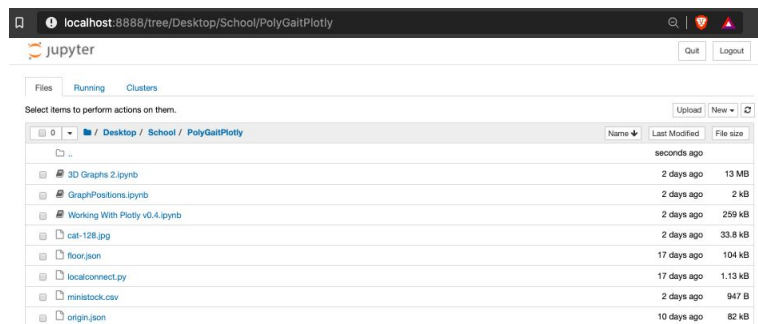 localhost:8888/tree/Desktop/School/PolyGaitPlotly
jupyter Quit Logout
Files Running Clusters
Select items to perform actions on them. Upload New
0 / Desktop / School / PolyGaitPlotly Name Last Modified File size
.. seconds ago
3D Graphs 2.ipynb 2 days ago 13 MB
GraphPositions.ipynb 2 days ago 2 kB
Working With Plotly v0.4.ipynb 2 days ago 259 kB
cat-128.jpg 2 days ago 33.8 kB
floor.json 17 days ago 104 kB
localconnect.py 17 days ago 1.13 kB
ministock.csv 2 days ago 947 B
origin.json 10 days ago 82 kB